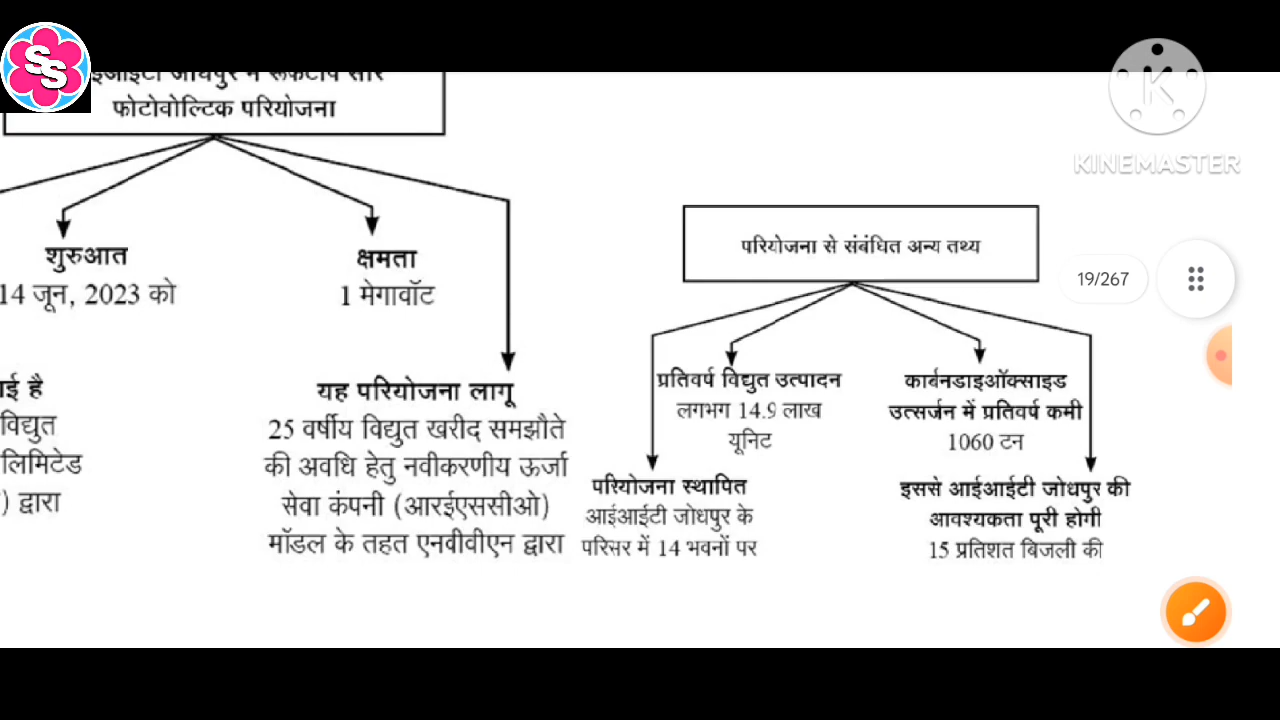 SS
जोधपुर में रूफटॉप सौर
फोटोवोल्टिक परियोजना
KINEMASTER
शुरुआत
14 जून, 2023 को
क्षमता
1 मेगावॉट
ाई है
विद्युत
लिमिटेड
) द्वारा
यह परियोजना लागू
25 वर्षीय विद्युत खरीद समझौते
की अवधि हेतु नवीकरणीय ऊर्जा
सेवा कंपनी (आरईएससीओ)
मॉडल के तहत एनवीवीएन द्वारा
परियोजना से संबंधित अन्य तथ्य
19/267
प्रतिवर्ष विद्युत उत्पादन
लगभग 14.9 लाख
यूनिट
कार्बनडाइऑक्साइड
उत्सर्जन में प्रतिवर्ष कमी
1060 टन
परियोजना स्थापित
आईआईटी जोधपुर के
परिसर में 14 भवनों पर
इससे आईआईटी जोधपुर की
आवश्यकता पूरी होगी
15 प्रतिशत बिजली की